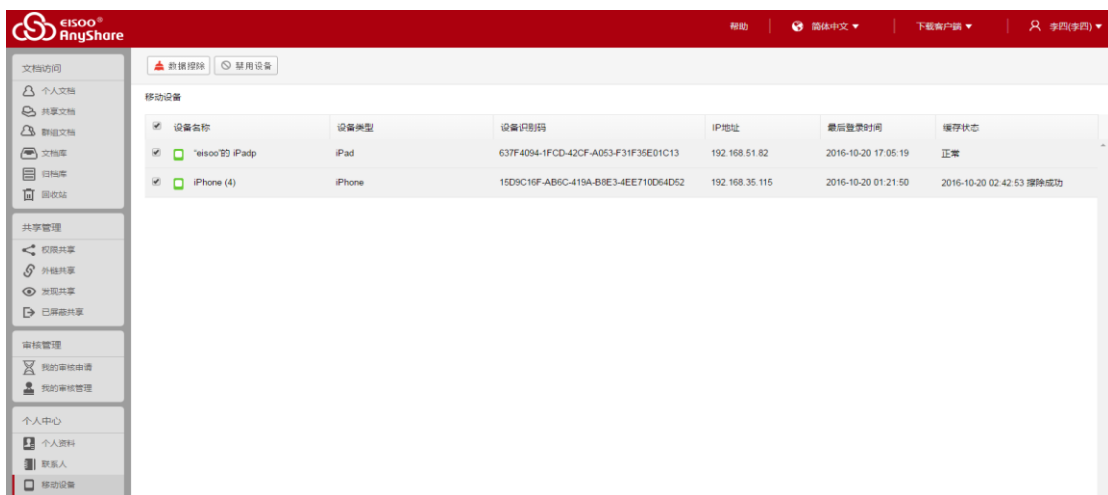 EISOO®
AnyShare
帮助 简体中文 下载客户端 李四(李四)
文档访问
个人文档
共享文档
群组文档
文档库
归档库
回收站
共享管理
权限共享
外链共享
发现共享
已屏蔽共享
审核管理
我的审核申请
我的审核管理
个人中心
个人资料
联系人
移动设备
数据擦除 禁用设备
移动设备
设备名称 设备类型 设备识别码 IP地址 最后登录时间 缓存状态
"eisoo"的 iPadp iPad 637F4094-1FCD-42CF-A053-F31F35E01C13 192.168.51.82 2016-10-20 17:05:19 正常
iPhone (4) iPhone 15D9C16F-AB6C-419A-B8E3-4EE710D64D52 192.168.35.115 2016-10-20 01:21:50 2016-10-20 02:42:53 擦除成功